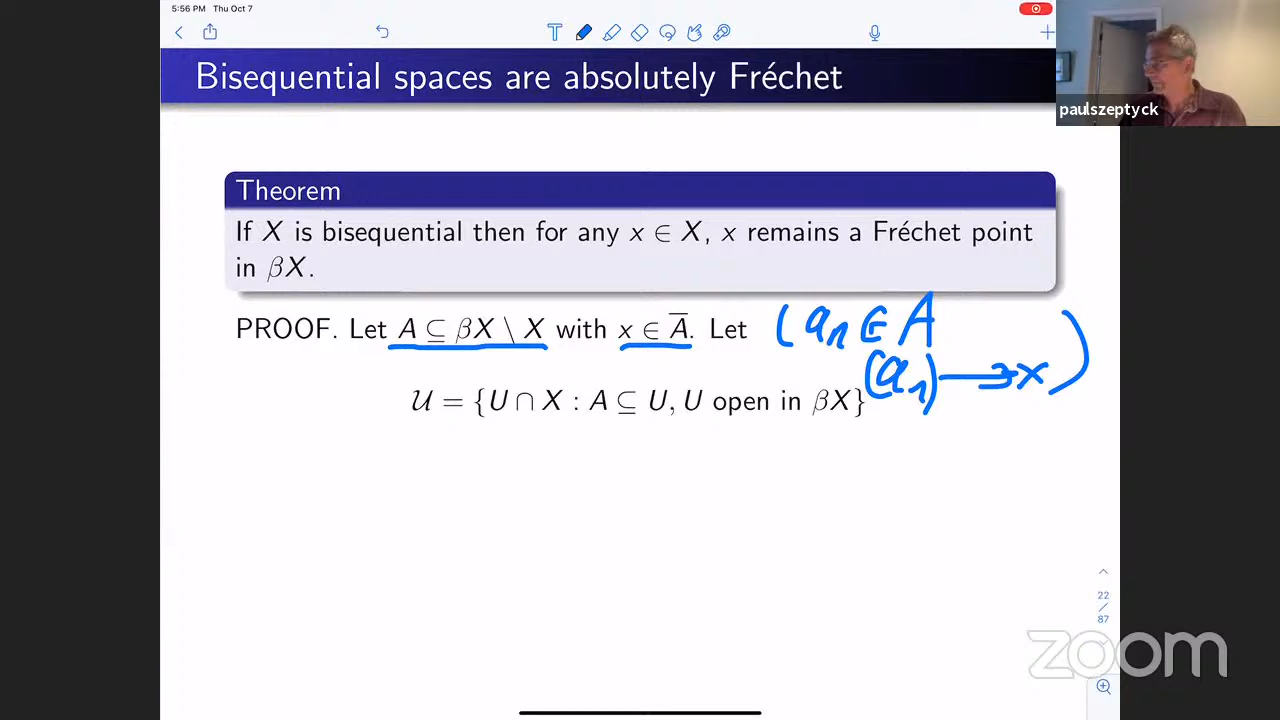 5:56 PM Thu Oct 7
T
Bisequential spaces are absolutely Fréchet
paulszeptyck
Theorem
If X is bisequential then for any x ∈ X, x remains a Fréchet point
in βX.
PROOF. Let A ⊆ βX \ X with x ∈ A̅. Let
( aₙ ∈ A
(aₙ) → x )
𝒰 = {U ∩ X : A ⊆ U, U open in βX}
22
/
87
zoom